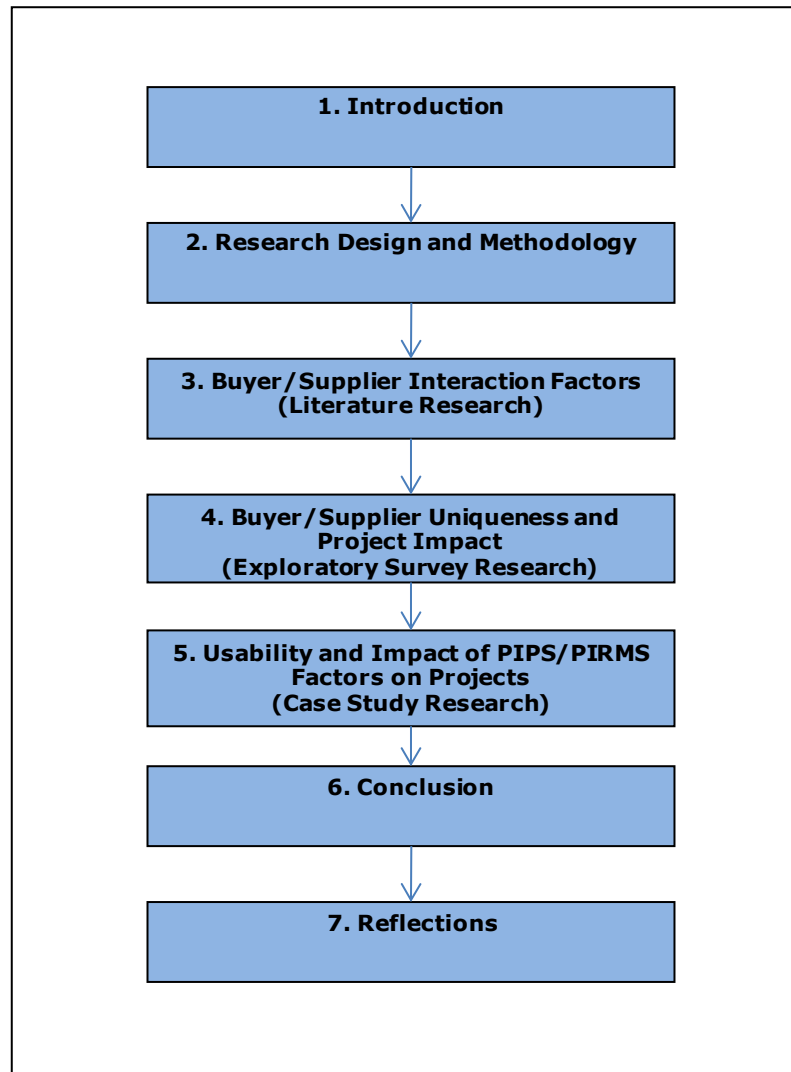 1. Introduction
2. Research Design and Methodology
3. Buyer/Supplier Interaction Factors
(Literature Research)
4. Buyer/Supplier Uniqueness and
Project Impact
(Exploratory Survey Research)
5. Usability and Impact of PIPS/PIRMS
Factors on Projects
(Case Study Research)
6. Conclusion
7. Reflections